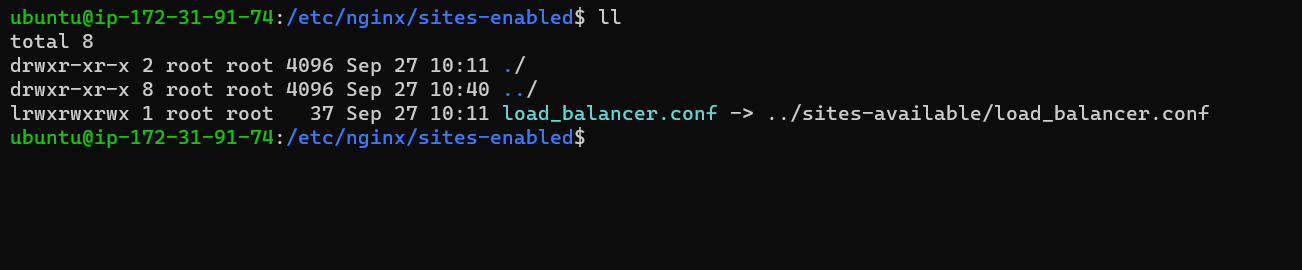 ubuntu@ip-172-31-91-74:/etc/nginx/sites-enabled$ ll
total 8
drwxr-xr-x 2 root root 4096 Sep 27 10:11 ./
drwxr-xr-x 8 root root 4096 Sep 27 10:40 ../
lrwxrwxrwx 1 root root   37 Sep 27 10:11 load_balancer.conf -> ../sites-available/load_balancer.conf
ubuntu@ip-172-31-91-74:/etc/nginx/sites-enabled$